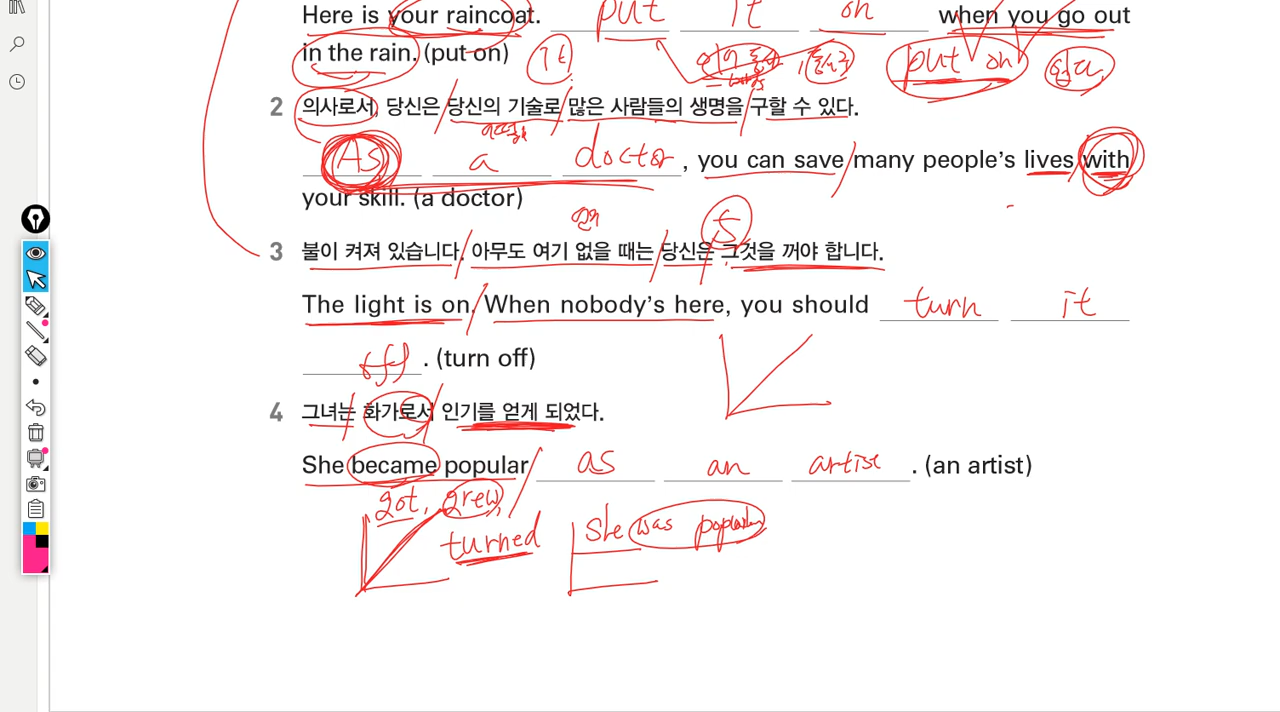 Here is your raincoat. put it on when you go out
in the rain. (put on) put on 입다
2 의사로서, 당신은 당신의 기술로 많은 사람들의 생명을 구할 수 있다.
As a doctor, you can save many people's lives with
your skill. (a doctor)
5
3 불이 켜져 있습니다. 아무도 여기 없을 때는 당신은 그것을 꺼야 합니다.
The light is on. When nobody's here, you should turn it
off. (turn off)
4 그녀는 화가로서 인기를 얻게 되었다.
She became popular as an artist. (an artist)
got, grew,
turned
She was popular